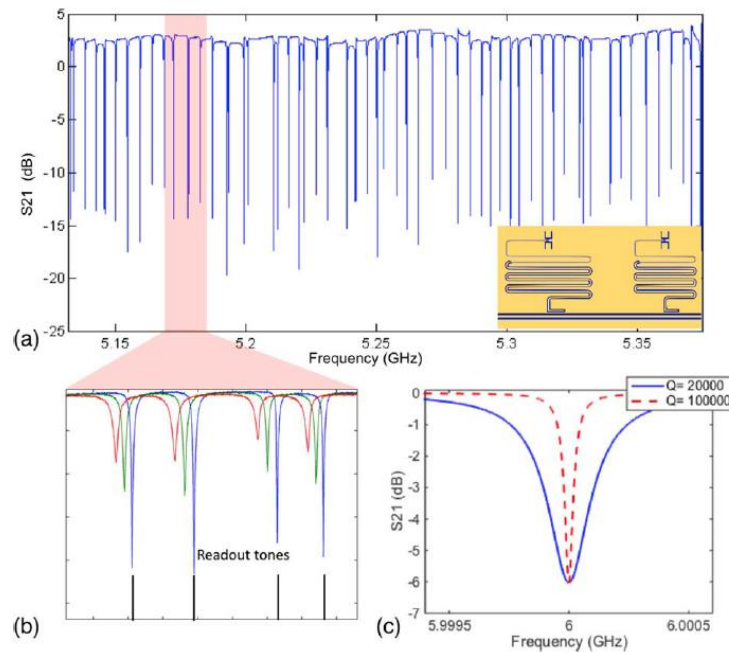 5
0
-5
-10
-15
-20
-25
S21 (dB)
5.15
5.2
5.25
5.3
5.35
Frequency (GHz)
(a)
Readout tones
(b)
Q= 20000
Q= 100000
0
-1
-2
-3
-4
-5
-6
-7
S21 (dB)
5.9995
6
6.0005
Frequency (GHz)
(c)